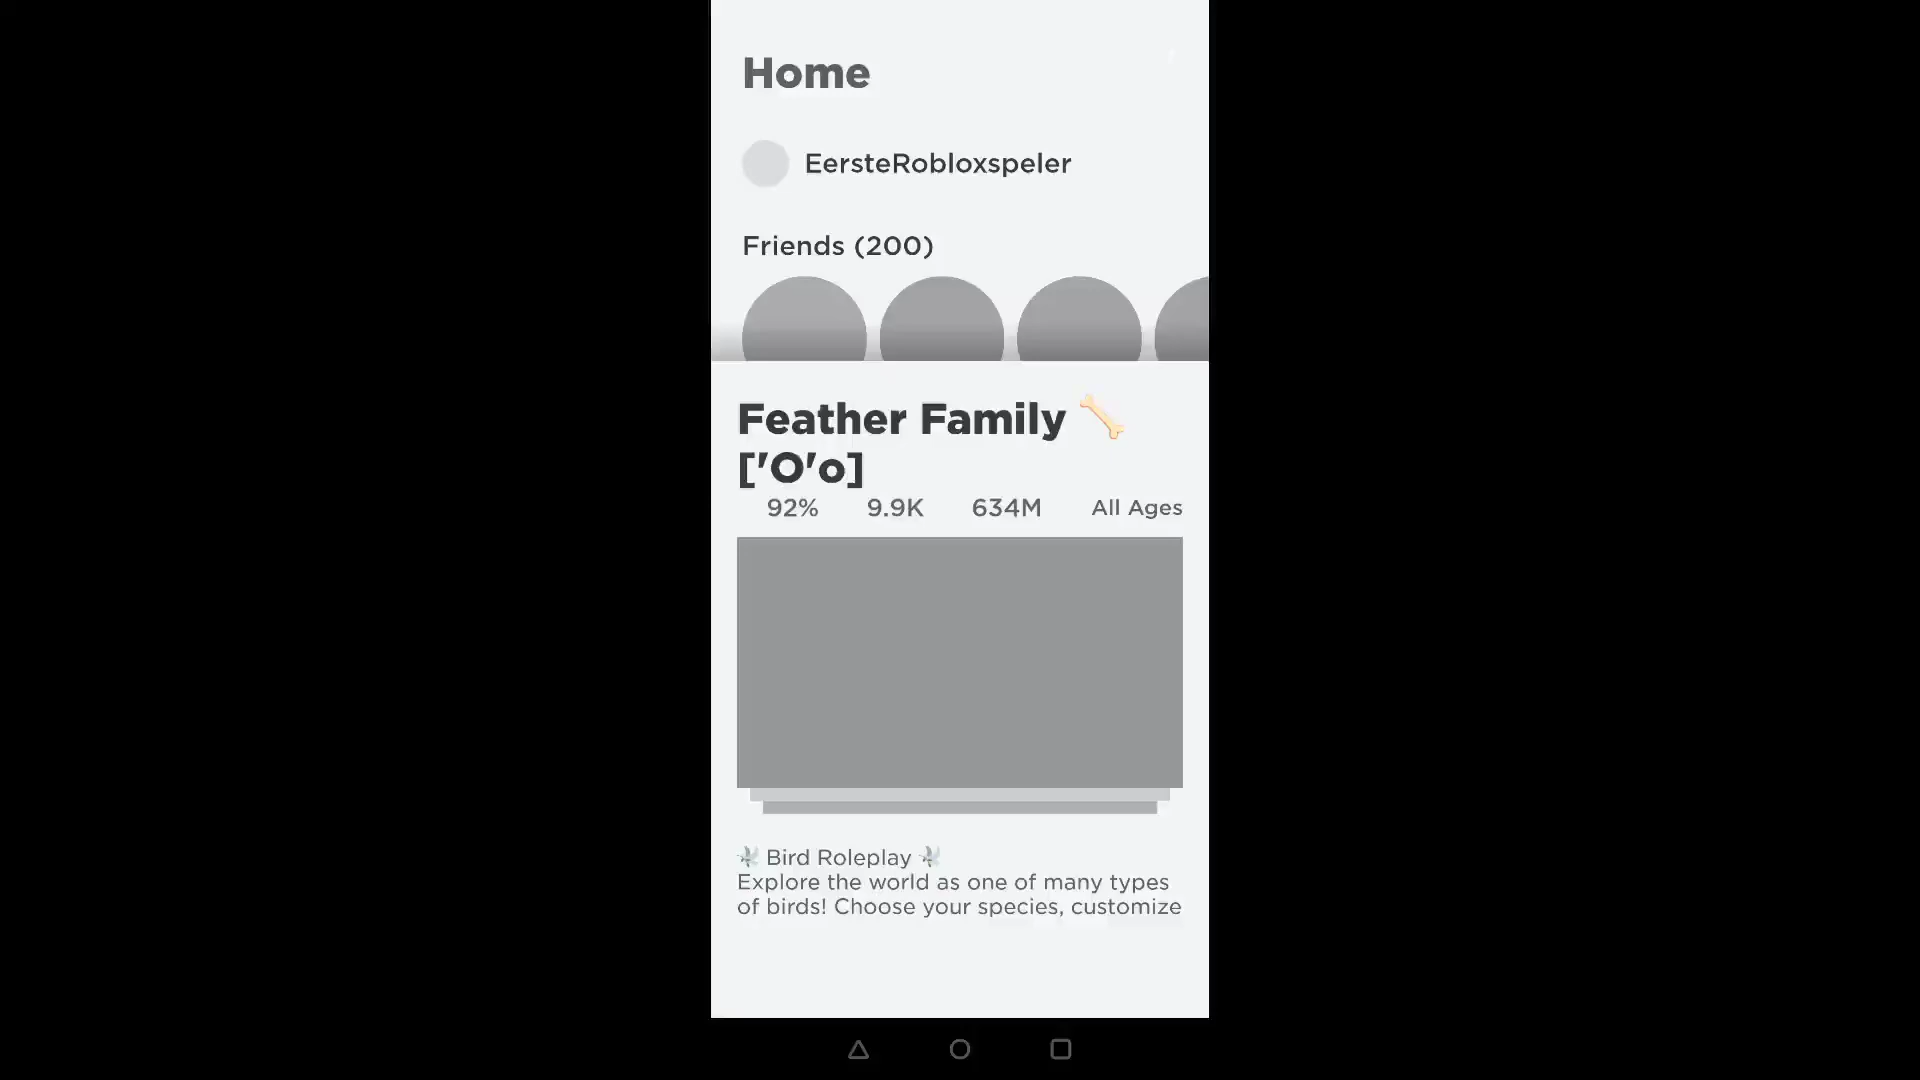 Home
EersteRobloxspeler
Friends (200)
Feather Family 🦴
['O'o]
92% 9.9K 634M All Ages
🕊 Bird Roleplay 🕊
Explore the world as one of many types
of birds! Choose your species, customize